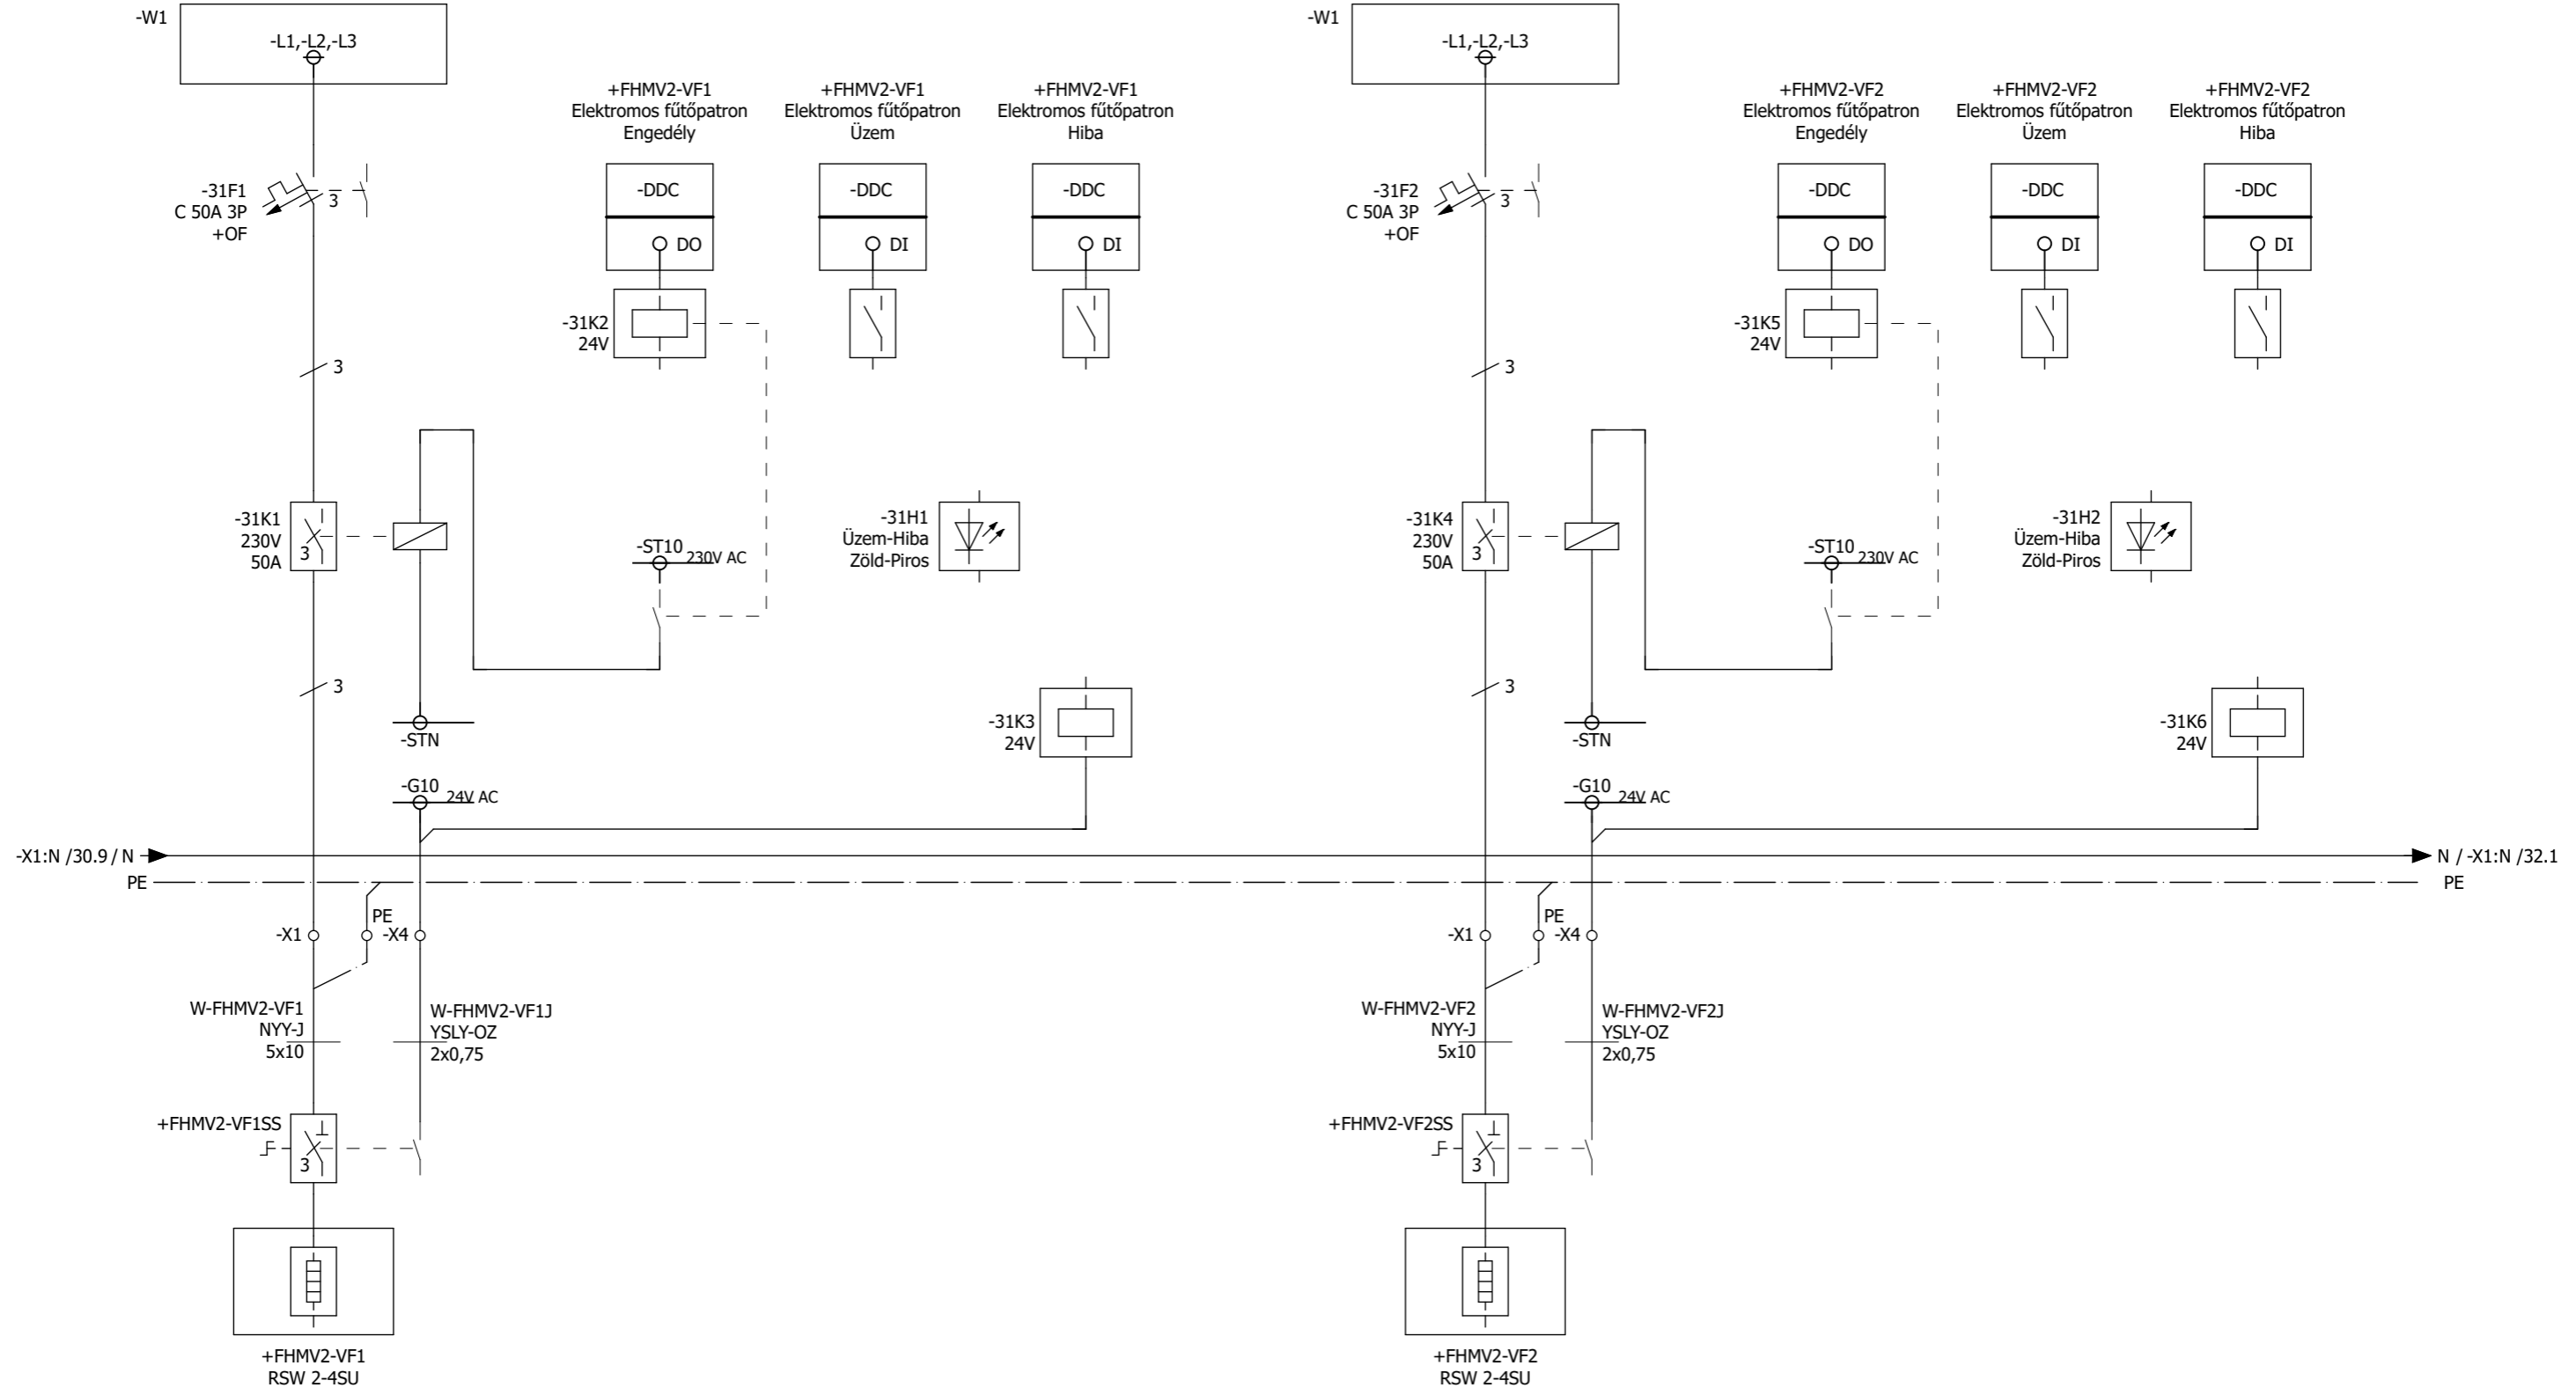 -W1
-L1,-L2,-L3
+FHMV2-VF1
Elektromos fűtőpatron
Engedély
+FHMV2-VF1
Elektromos fűtőpatron
Üzem
+FHMV2-VF1
Elektromos fűtőpatron
Hiba
-31F1
C 50A 3P
+OF
3
-DDC
DO
-DDC
DI
-DDC
DI
-31K2
24V
3
-31K1
230V
50A
3
-ST10 230V AC
-31H1
Üzem-Hiba
Zöld-Piros
3
-STN
-31K3
24V
-G10 24V AC
-W1
-L1,-L2,-L3
+FHMV2-VF2
Elektromos fűtőpatron
Engedély
+FHMV2-VF2
Elektromos fűtőpatron
Üzem
+FHMV2-VF2
Elektromos fűtőpatron
Hiba
-31F2
C 50A 3P
+OF
3
-DDC
DO
-DDC
DI
-DDC
DI
-31K5
24V
3
-31K4
230V
50A
3
-ST10 230V AC
-31H2
Üzem-Hiba
Zöld-Piros
3
-STN
-31K6
24V
-G10 24V AC
-X1:N /30.9 / N
N / -X1:N /32.1
PE
PE
-X1
PE
-X4
W-FHMV2-VF1
NYY-J
5x10
W-FHMV2-VF1J
YSLY-OZ
2x0,75
+FHMV2-VF1SS
3
+FHMV2-VF1
RSW 2-4SU
-X1
PE
-X4
W-FHMV2-VF2
NYY-J
5x10
W-FHMV2-VF2J
YSLY-OZ
2x0,75
+FHMV2-VF2SS
3
+FHMV2-VF2
RSW 2-4SU